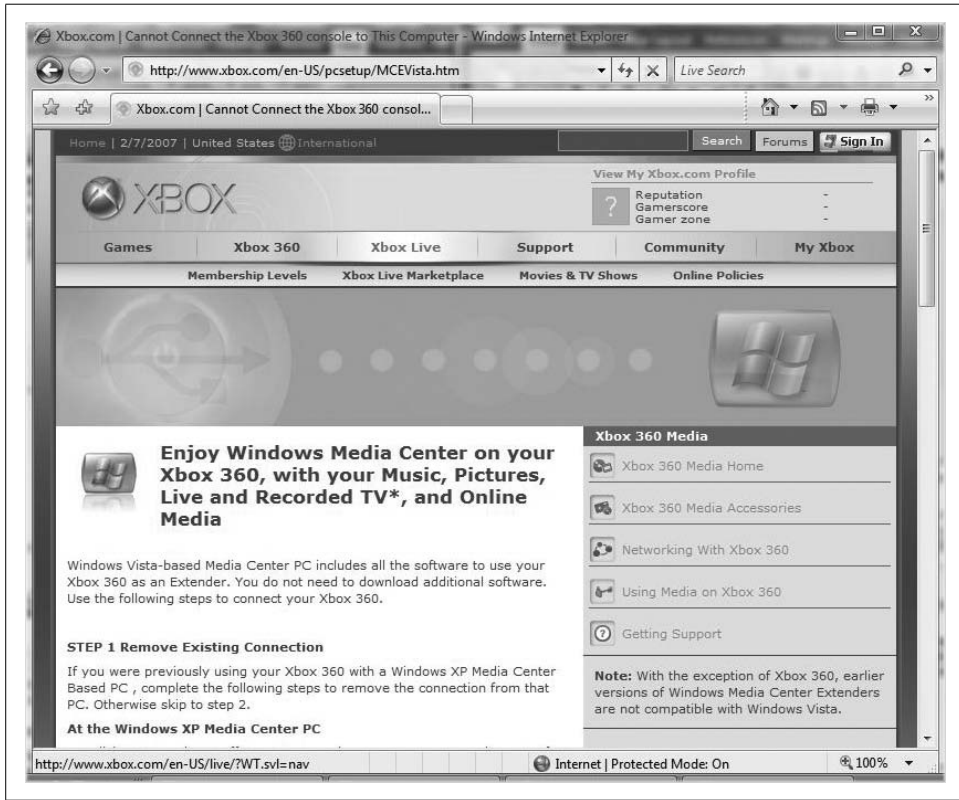 Xbox.com | Cannot Connect the Xbox 360 console to This Computer - Windows Internet Explorer
http://www.xbox.com/en-US/pcsetup/MCEVista.htm
Live Search
Xbox.com | Cannot Connect the Xbox 360 consol...
Home | 2/7/2007 | United States International
Search
Forums
Sign In
XBOX
View My Xbox.com Profile
Reputation -
Gamerscore -
Gamer zone -
Games
Xbox 360
Xbox Live
Support
Community
My Xbox
Membership Levels
Xbox Live Marketplace
Movies & TV Shows
Online Policies
Enjoy Windows Media Center on your
Xbox 360, with your Music, Pictures,
Live and Recorded TV*, and Online
Media
Windows Vista-based Media Center PC includes all the software to use your
Xbox 360 as an Extender. You do not need to download additional software.
Use the following steps to connect your Xbox 360.
STEP 1 Remove Existing Connection
If you were previously using your Xbox 360 with a Windows XP Media Center
Based PC , complete the following steps to remove the connection from that
PC. Otherwise skip to step 2.
At the Windows XP Media Center PC
Xbox 360 Media
Xbox 360 Media Home
Xbox 360 Media Accessories
Networking With Xbox 360
Using Media on Xbox 360
Getting Support
Note: With the exception of Xbox 360, earlier
versions of Windows Media Center Extenders
are not compatible with Windows Vista.
http://www.xbox.com/en-US/live/?WT.svl=nav
Internet | Protected Mode: On
100%